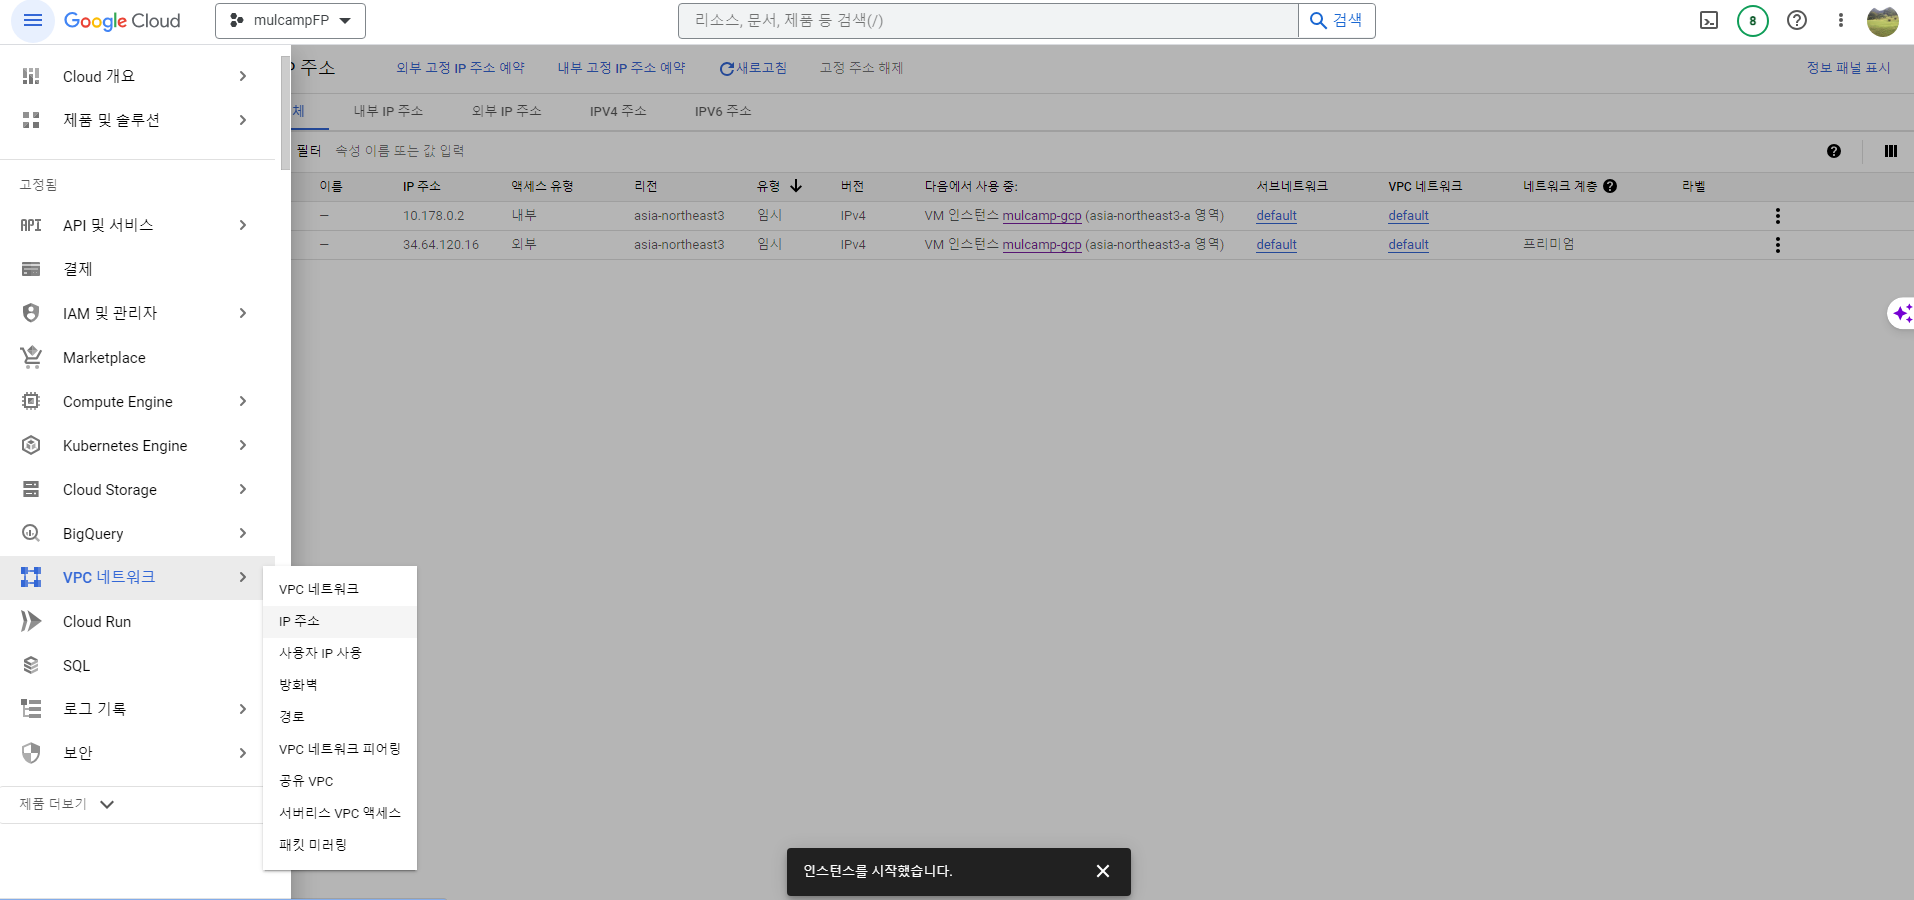 Google Cloud
mulcampFP
리소스, 문서, 제품 등 검색(/)
검색
8
Cloud 개요
제품 및 솔루션
고정됨
API 및 서비스
결제
IAM 및 관리자
Marketplace
Compute Engine
Kubernetes Engine
Cloud Storage
BigQuery
VPC 네트워크
Cloud Run
SQL
로그 기록
보안
제품 더보기
VPC 네트워크
IP 주소
사용자 IP 사용
방화벽
경로
VPC 네트워크 피어링
공유 VPC
서버리스 VPC 액세스
패킷 미러링
주소 외부 고정 IP 주소 예약 내부 고정 IP 주소 예약 새로고침 고정 주소 해제 정보 패널 표시
체 내부 IP 주소 외부 IP 주소 IPV4 주소 IPV6 주소
필터 속성 이름 또는 값 입력
이름 IP 주소 액세스 유형 리전 유형 버전 다음에서 사용 중: 서브네트워크 VPC 네트워크 네트워크 계층 라벨
— 10.178.0.2 내부 asia-northeast3 임시 IPv4 VM 인스턴스 mulcamp-gcp (asia-northeast3-a 영역) default default
— 34.64.120.16 외부 asia-northeast3 임시 IPv4 VM 인스턴스 mulcamp-gcp (asia-northeast3-a 영역) default default 프리미엄
인스턴스를 시작했습니다.